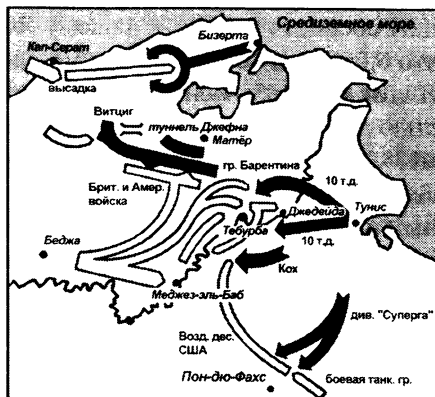 Средиземное море
Бизерта
Кап-Серат
высадка
Витциг
туннель Джефна
Матёр
гр. Барентина
Брит. и Амер.
войска
10 т.д.
Джедейда
Тунис
Тебурба
10 т.д.
Беджа
Кох
Меджез-эль-Баб
див. "Суперга"
Возд. дес.
США
боевая танк. гр.
Пон-дю-Фахс